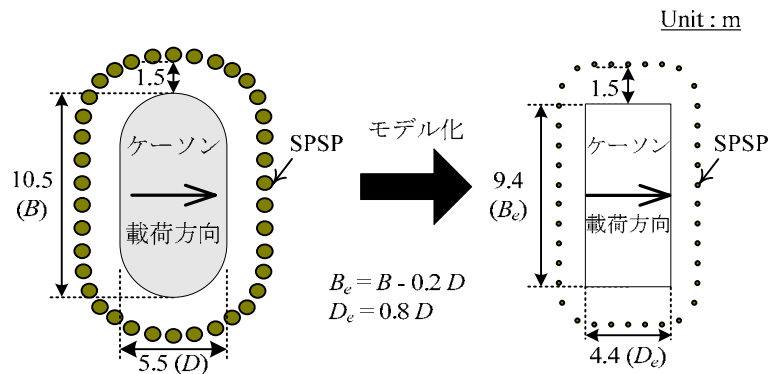 Unit : m
1.5
ケーソン
載荷方向
SPSP
10.5
(B)
5.5 (D)
モデル化
Be = B - 0.2 D
De = 0.8 D
1.5
ケーソン
載荷方向
SPSP
9.4
(Be)
4.4 (De)